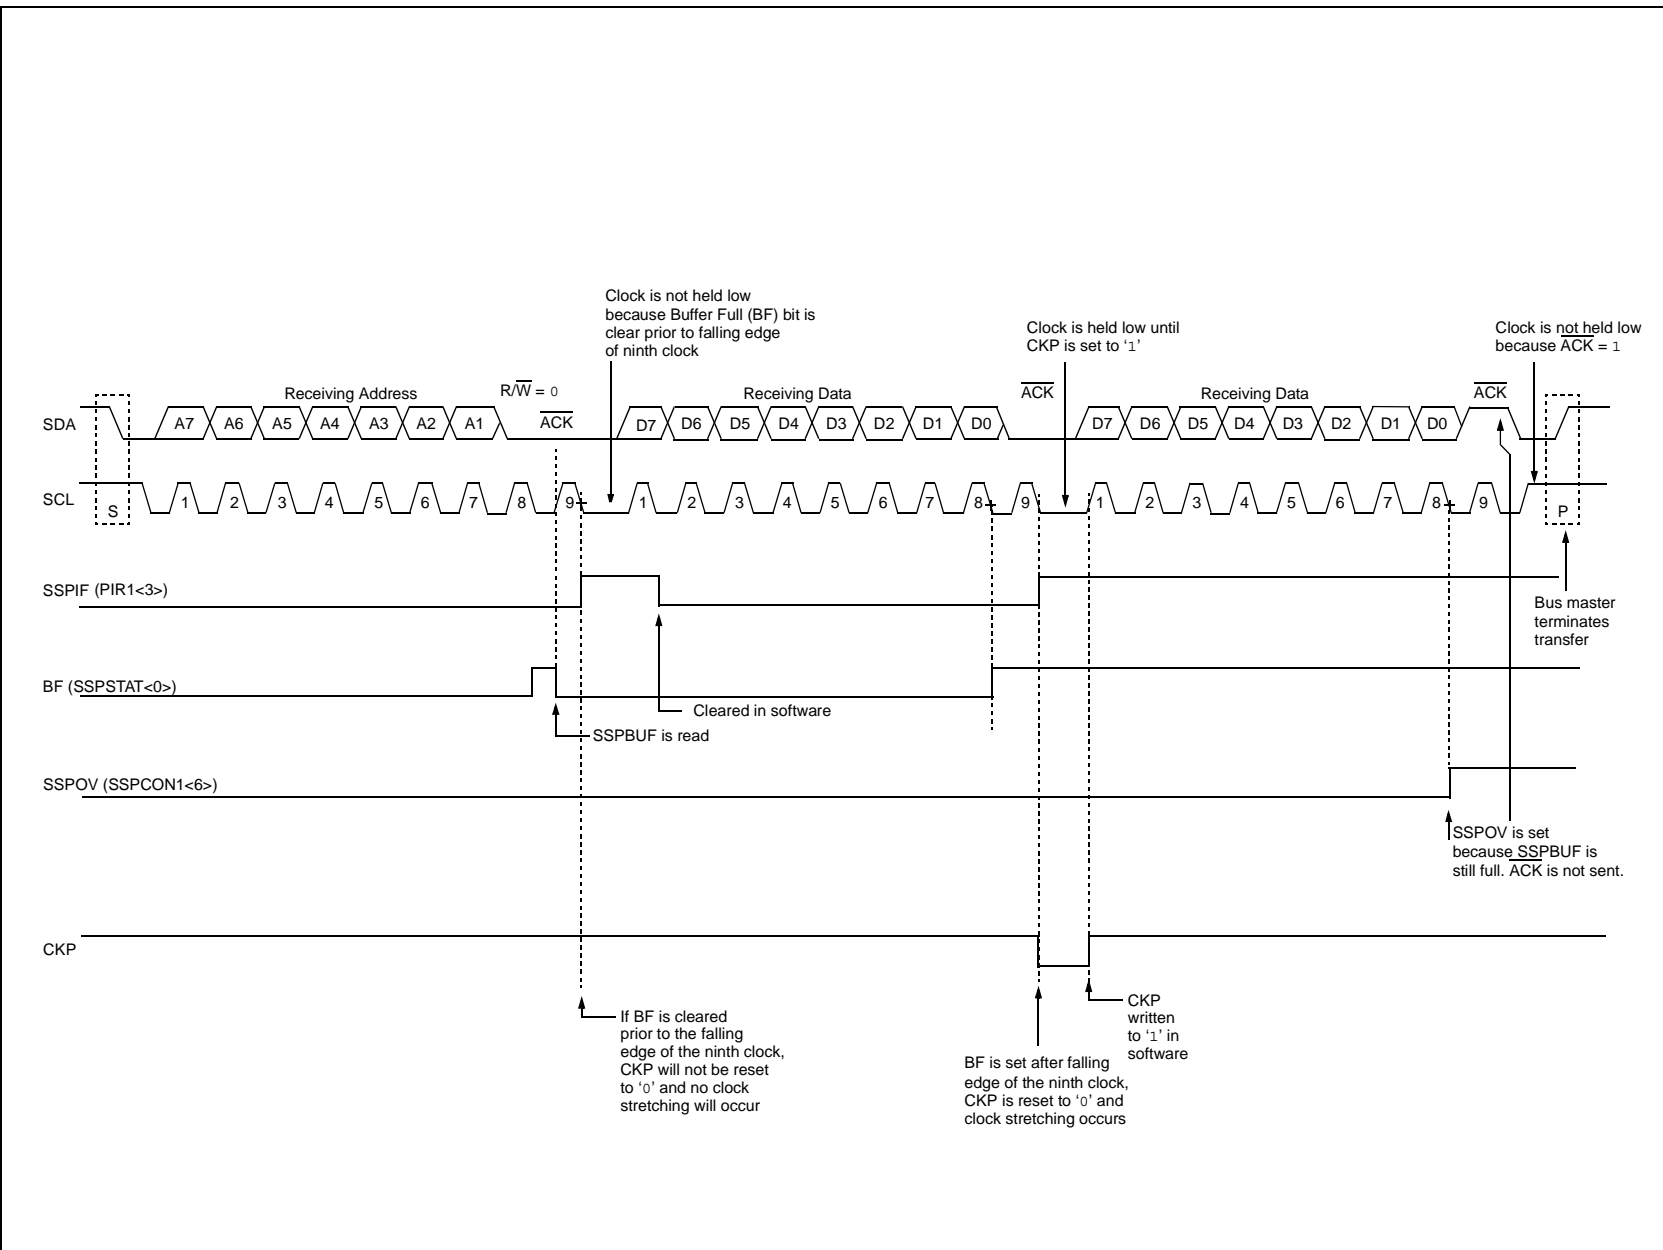 Clock is not held low
because Buffer Full (BF) bit is
clear prior to falling edge
of ninth clock
Clock is held low until
CKP is set to ‘1’
Clock is not held low
because ACK = 1
Receiving Address
R/W = 0
ACK
Receiving Data
ACK
Receiving Data
ACK
SDA
A7 A6 A5 A4 A3 A2 A1
D7 D6 D5 D4 D3 D2 D1 D0
D7 D6 D5 D4 D3 D2 D1 D0
SCL
S
1 2 3 4 5 6 7 8 9
1 2 3 4 5 6 7 8 9
1 2 3 4 5 6 7 8 9
P
SSPIF (PIR1<3>)
Bus master
terminates
transfer
BF (SSPSTAT<0>)
Cleared in software
SSPBUF is read
SSPOV (SSPCON1<6>)
SSPOV is set
because SSPBUF is
still full. ACK is not sent.
CKP
If BF is cleared
prior to the falling
edge of the ninth clock,
CKP will not be reset
to ‘0’ and no clock
stretching will occur
CKP
written
to ‘1’ in
software
BF is set after falling
edge of the ninth clock,
CKP is reset to ‘0’ and
clock stretching occurs